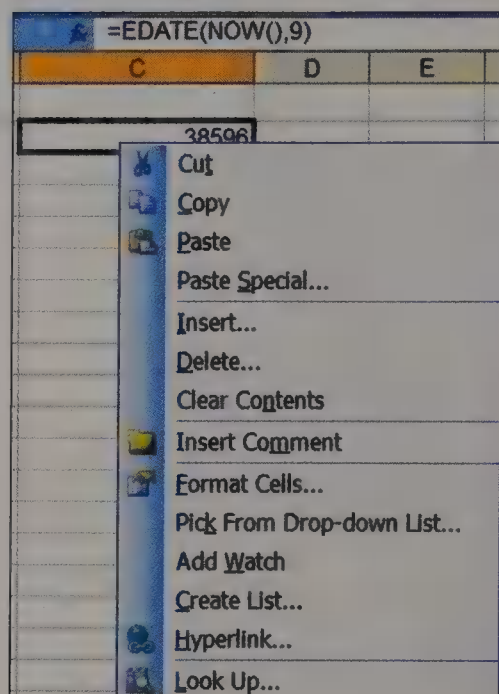 fx =EDATE(NOW(),9)
C D E
38596
Cut
Copy
Paste
Paste Special...
Insert...
Delete...
Clear Contents
Insert Comment
Format Cells...
Pick From Drop-down List...
Add Watch
Create List...
Hyperlink...
Look Up...